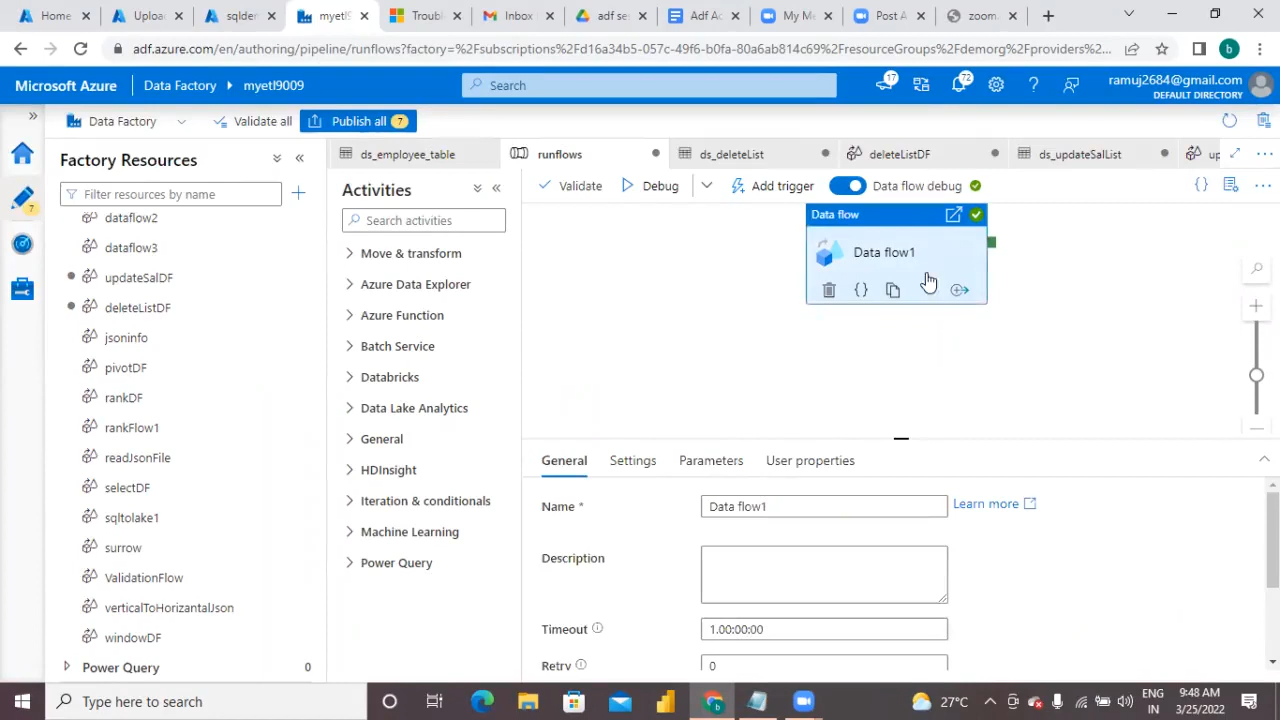 Home
Uploa
sqlder
myetl9
Troubl
Inbox
adf se
Adf A
My M
Post A
zoom.
adf.azure.com/en/authoring/pipeline/runflows?factory=%2Fsubscriptions%2Fd16a34b5-057c-49f6-b0fa-80a6ab814c69%2FresourceGroups%2Fdemorg%2Fproviders%2...
b
Microsoft Azure
Data Factory
myetl9009
Search
17
72
ramuj2684@gmail.com
DEFAULT DIRECTORY
Data Factory
Validate all
Publish all 7
Factory Resources
ds_employee_table
runflows
ds_deleteList
deleteListDF
ds_updateSalList
up
Activities
Validate
Debug
Add trigger
Data flow debug
Filter resources by name
7
Search activities
dataflow2
dataflow3
updateSalDF
deleteListDF
jsoninfo
pivotDF
rankDF
rankFlow1
readJsonFile
selectDF
sqltolake1
surrow
ValidationFlow
verticalToHorizantalJson
windowDF
Power Query 0
Move & transform
Azure Data Explorer
Azure Function
Batch Service
Databricks
Data Lake Analytics
General
HDInsight
Iteration & conditionals
Machine Learning
Power Query
Data flow
Data flow1
General
Settings
Parameters
User properties
Name *
Data flow1
Learn more
Description
Timeout
1.00:00:00
Retry
0
Type here to search
27°C
ENG
IN
9:48 AM
3/25/2022